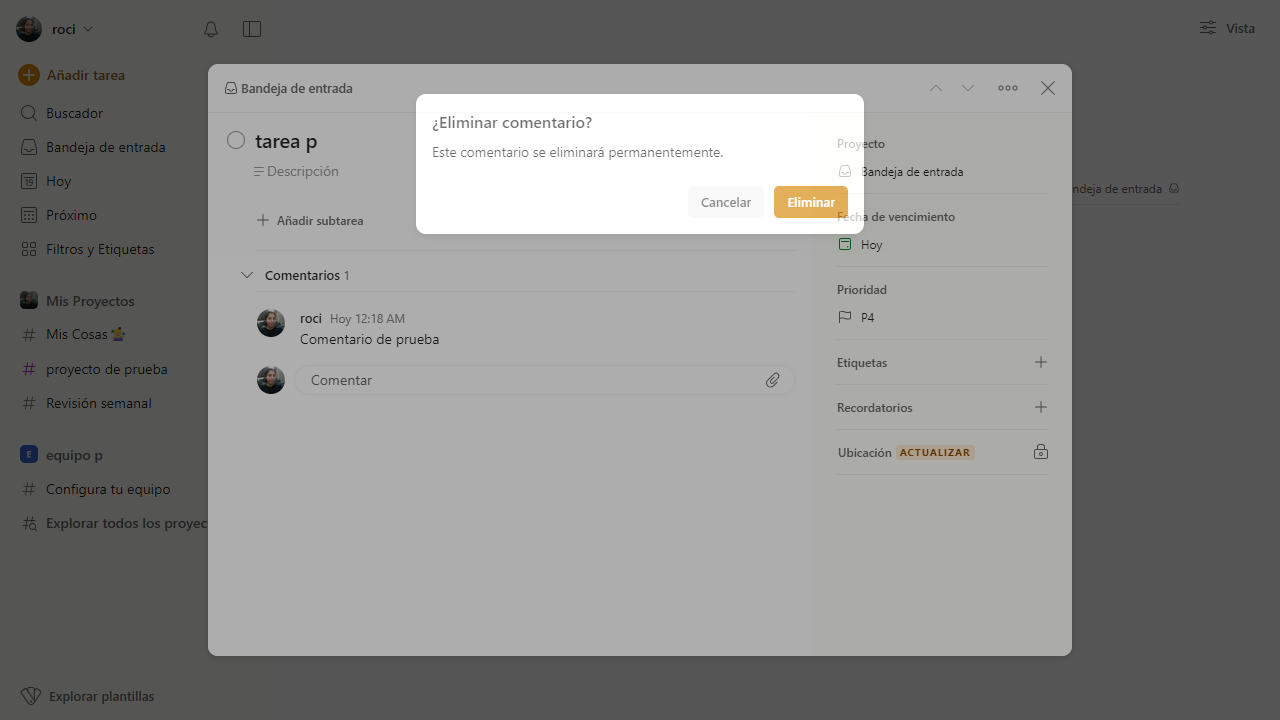 roci
Vista
Añadir tarea
Buscador
Bandeja de entrada
19
Hoy
Próximo
Filtros y Etiquetas
Mis Proyectos
Mis Cosas
proyecto de prueba
Revisión semanal
E
equipo p
Configura tu equipo
Explorar todos los proyec
Explorar plantillas
Bandeja de entrada
tarea p
Descripción
Añadir subtarea
Comentarios 1
roci Hoy 12:18 AM
Comentario de prueba
Comentar
¿Eliminar comentario?
Este comentario se eliminará permanentemente.
Cancelar
Eliminar
Proyecto
Bandeja de entrada
Fecha de vencimiento
Hoy
Prioridad
P4
Etiquetas
Recordatorios
Ubicación ACTUALIZAR
ndeja de entrada